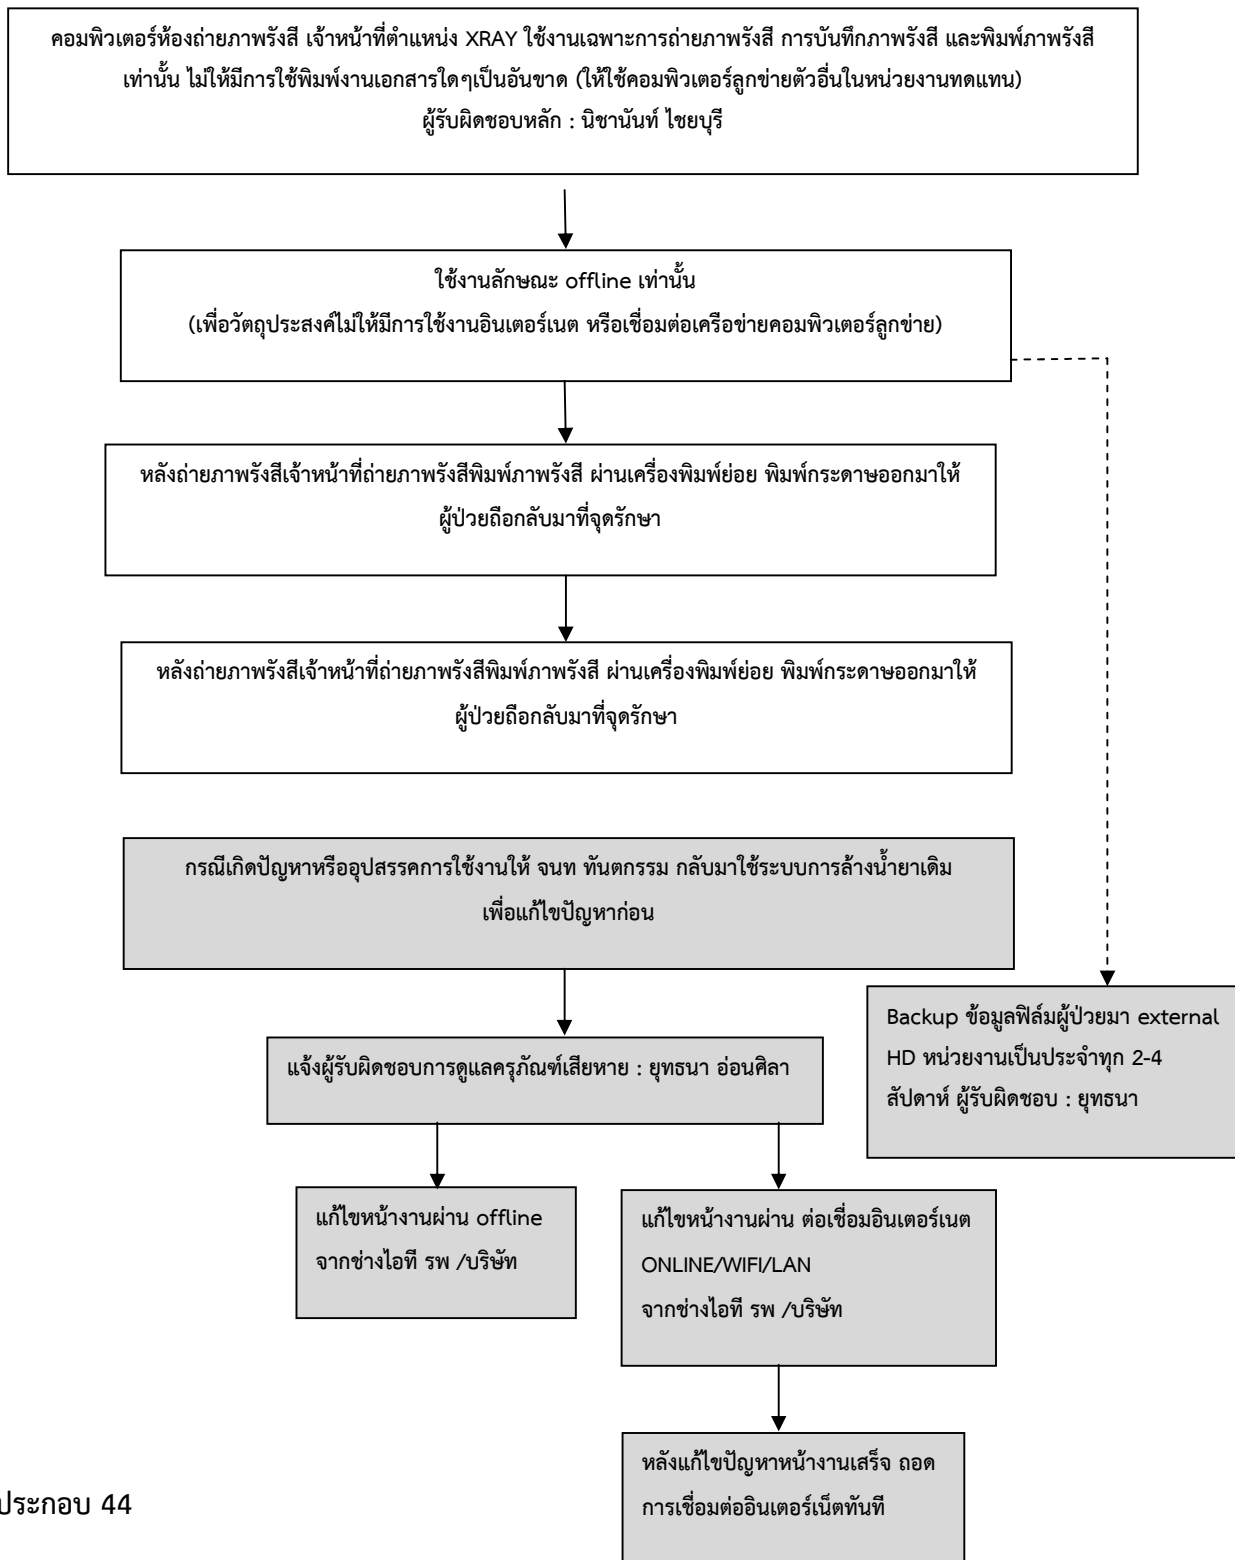 คอมพิวเตอร์ห้องถ่ายภาพรังสี เจ้าหน้าที่ตำแหน่ง XRAY ใช้งานเฉพาะการถ่ายภาพรังสี การบันทึกภาพรังสี และพิมพ์ภาพรังสี
เท่านั้น ไม่ให้มีการใช้พิมพ์งานเอกสารใดๆเป็นอันขาด (ให้ใช้คอมพิวเตอร์ลูกข่ายตัวอื่นในหน่วยงานทดแทน)
ผู้รับผิดชอบหลัก : นิชานันท์ ไชยบุรี
ใช้งานลักษณะ offline เท่านั้น
(เพื่อวัตถุประสงค์ไม่ให้มีการใช้งานอินเตอร์เนต หรือเชื่อมต่อเครือข่ายคอมพิวเตอร์ลูกข่าย)
หลังถ่ายภาพรังสีเจ้าหน้าที่ถ่ายภาพรังสีพิมพ์ภาพรังสี ผ่านเครื่องพิมพ์ย่อย พิมพ์กระดาษออกมาให้
ผู้ป่วยถือกลับมาที่จุดรักษา
หลังถ่ายภาพรังสีเจ้าหน้าที่ถ่ายภาพรังสีพิมพ์ภาพรังสี ผ่านเครื่องพิมพ์ย่อย พิมพ์กระดาษออกมาให้
ผู้ป่วยถือกลับมาที่จุดรักษา
กรณีเกิดปัญหาหรืออุปสรรคการใช้งานให้ จนท ทันตกรรม กลับมาใช้ระบบการล้างน้ำยาเดิม
เพื่อแก้ไขปัญหาก่อน
Backup ข้อมูลฟิล์มผู้ป่วยมา external
HD หน่วยงานเป็นประจำทุก 2-4
สัปดาห์ ผู้รับผิดชอบ : ยุทธนา
แจ้งผู้รับผิดชอบการดูแลครุภัณฑ์เสียหาย : ยุทธนา อ่อนศิลา
แก้ไขหน้างานผ่าน offline
จากช่างไอที รพ /บริษัท
แก้ไขหน้างานผ่าน ต่อเชื่อมอินเตอร์เนต
ONLINE/WIFI/LAN
จากช่างไอที รพ /บริษัท
หลังแก้ไขปัญหาหน้างานเสร็จ ถอด
การเชื่อมต่ออินเตอร์เน็ตทันที
ประกอบ 44